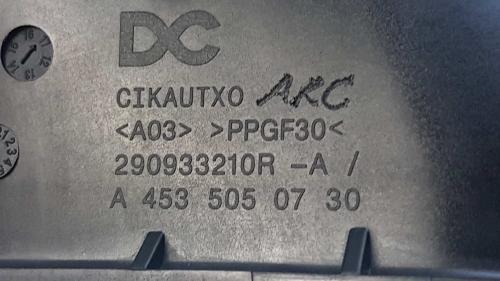 DC
CIKAUTXO ARC
<A03> >PPGF30<
290933210R -A /
A 453 505 07 30